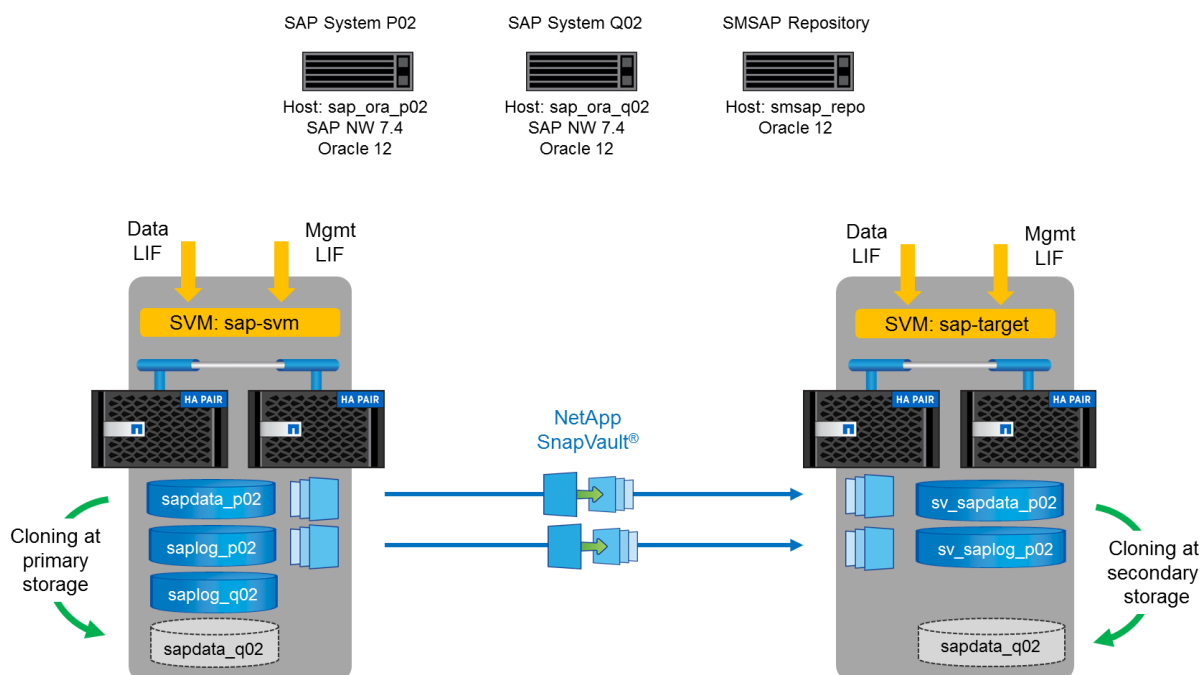 SAP System P02
SAP System Q02
SMSAP Repository
Host: sap_ora_p02
SAP NW 7.4
Oracle 12
Host: sap_ora_q02
SAP NW 7.4
Oracle 12
Host: smsap_repo
Oracle 12
Data
LIF
Mgmt
LIF
SVM: sap-svm
HA PAIR
HA PAIR
sapdata_p02
saplog_p02
saplog_q02
sapdata_q02
Cloning at
primary
storage
NetApp
SnapVault®
Data
LIF
Mgmt
LIF
SVM: sap-target
HA PAIR
HA PAIR
sv_sapdata_p02
sv_saplog_p02
sapdata_q02
Cloning at
secondary
storage